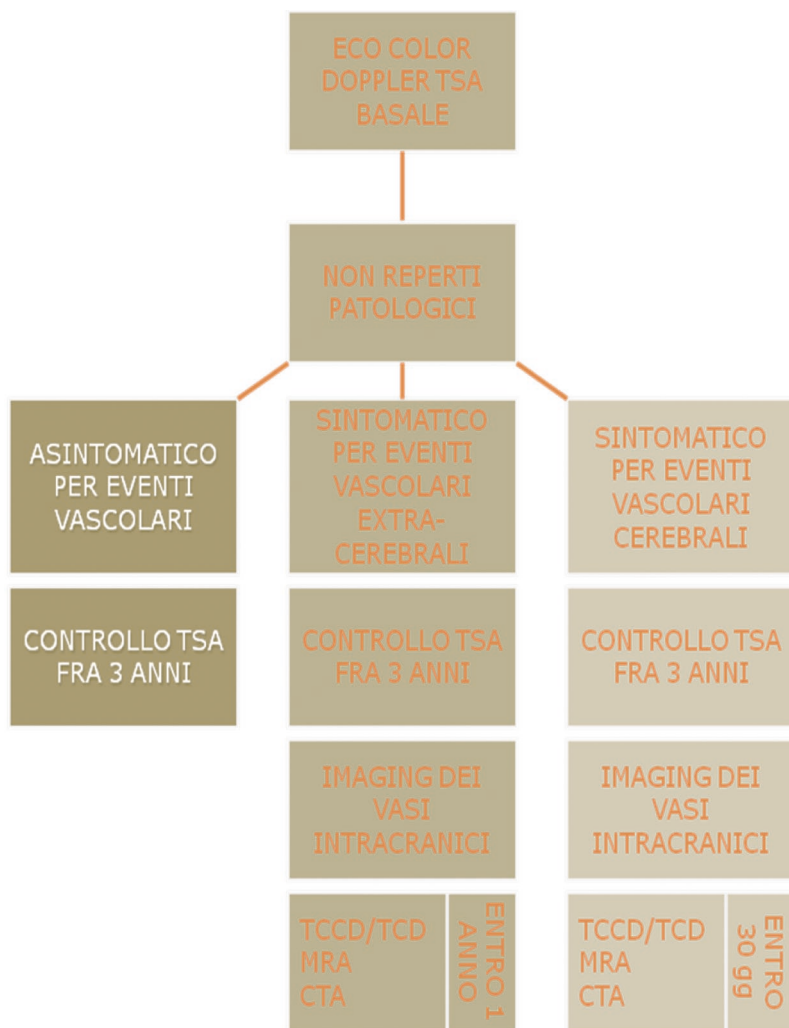 ECO COLOR
DOPPLER TSA
BASALE
NON REPERTI
PATOLOGICI
ASINTOMATICO
PER EVENTI
VASCOLARI
SINTOMATICO
PER EVENTI
VASCOLARI
EXTRA-
CEREBRALI
SINTOMATICO
PER EVENTI
VASCOLARI
CEREBRALI
CONTROLLO TSA
FRA 3 ANNI
CONTROLLO TSA
FRA 3 ANNI
CONTROLLO TSA
FRA 3 ANNI
IMAGING DEI
VASI
INTRACRANICI
IMAGING DEI
VASI
INTRACRANICI
TCCD/TCD
MRA
CTA
ENTRO 1
ANNO
TCCD/TCD
MRA
CTA
ENTRO
30 gg